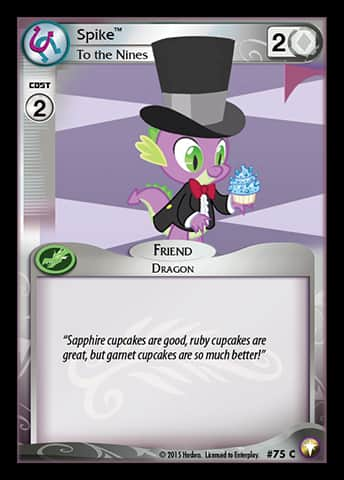 Spike™
To the Nines
2
COST
2
FRIEND
DRAGON
“Sapphire cupcakes are good, ruby cupcakes are
great, but garnet cupcakes are so much better!”
© 2015 Hasbro. Licensed to Enterplay. #75 C